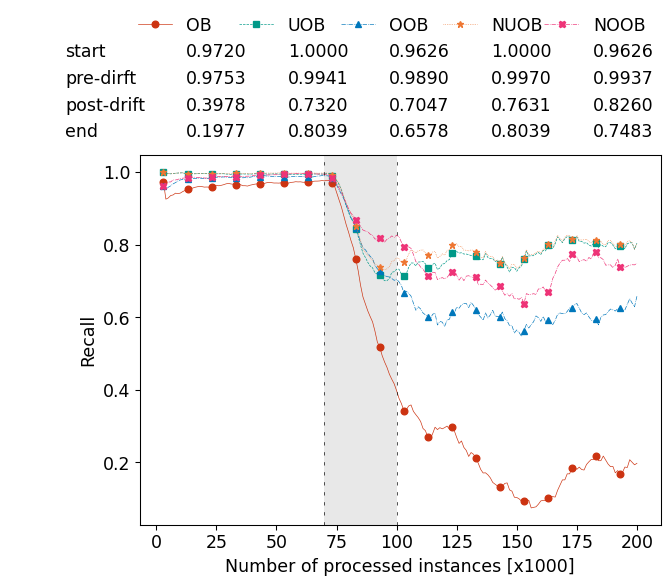 OB UOB OOB NUOB NOOB
start 0.9720 1.0000 0.9626 1.0000 0.9626
pre-dirft 0.9753 0.9941 0.9890 0.9970 0.9937
post-drift 0.3978 0.7320 0.7047 0.7631 0.8260
end 0.1977 0.8039 0.6578 0.8039 0.7483
1.0
0.8
0.6
0.4
0.2
Recall
0 25 50 75 100 125 150 175 200
Number of processed instances [x1000]